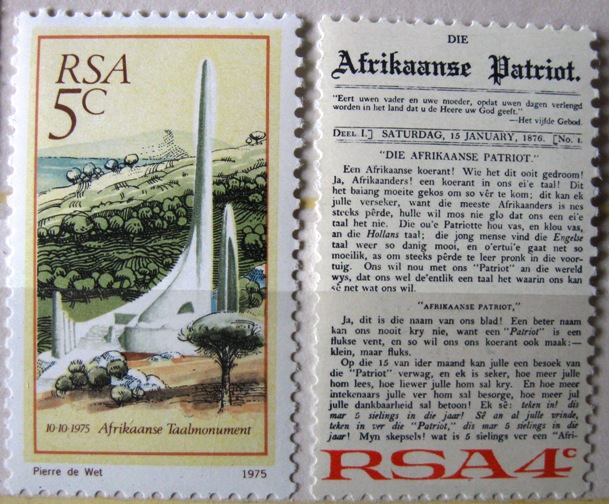 RSA
5c
10·10·1975 Afrikaanse Taalmonument
Pierre de Wet
1975
DIE
Afrikaanse Patriot.
"Eert uwen vader en uwe moeder, opdat uwen dagen verlengd
worden in het land dat u de Heere uw God geeft."
—Het vijfde Gebod.
DEEL I.] SATURDAG, 15 JANUARY, 1876. [No. 1.
"DIE AFRIKAANSE PATRIOT."
Een Afrikaanse koerant! Wie het dit ooit gedroom!
Ja, Afrikaanders! een koerant in ons ei'e taal! Dit
het baiang moeite gekos om so vêr te kom; dit kan ek
julle verseker, want die meeste Afrikaanders is nes
steeks pêrde, hulle wil mos nie glo dat ons een ei'e
taal het nie. Die ou'e Patriotte hou vas, en klou vas,
an die Hollans taal; die jong mense vind die Engelse
taal weer so danig mooi, en o'ertui'e gaat net so
moeilik, as om steeks pêrde te leer pronk in die voor-
tuig. Ons wil nou met ons "Patriot" an die wereld
wys, dat ons wel de'entlik een taal het waarin ons kan
sê net wat ons wil.
"AFRIKAANSE PATRIOT,"
Ja, dit is die naam van ons blad! Een beter naam
kan ons nooit kry nie, want een "Patriot" is een
flukse vent, en so wil ons ons koerant ook maak:—
klein, maar fluks.
Op die 15 van ider maand kan julle een besoek van
die "Patriot" verwag, en ek is seker, hoe meer julle
hom lees, hoe liewer julle hom sal kry. En hoe meer
intekenaars julle ver hom sal besorge, hoe meer jul
julle dankbaarheid sal betoon! Ek sê: teken in! dis
mar 5 sielings in die jaar! Sê an al julle vrinde,
teken in ver die "Patriot," dis mar 5 sielings in die
jaar! Myn skepsels! wat is 5 sielings ver een "Afri-
RSA4c